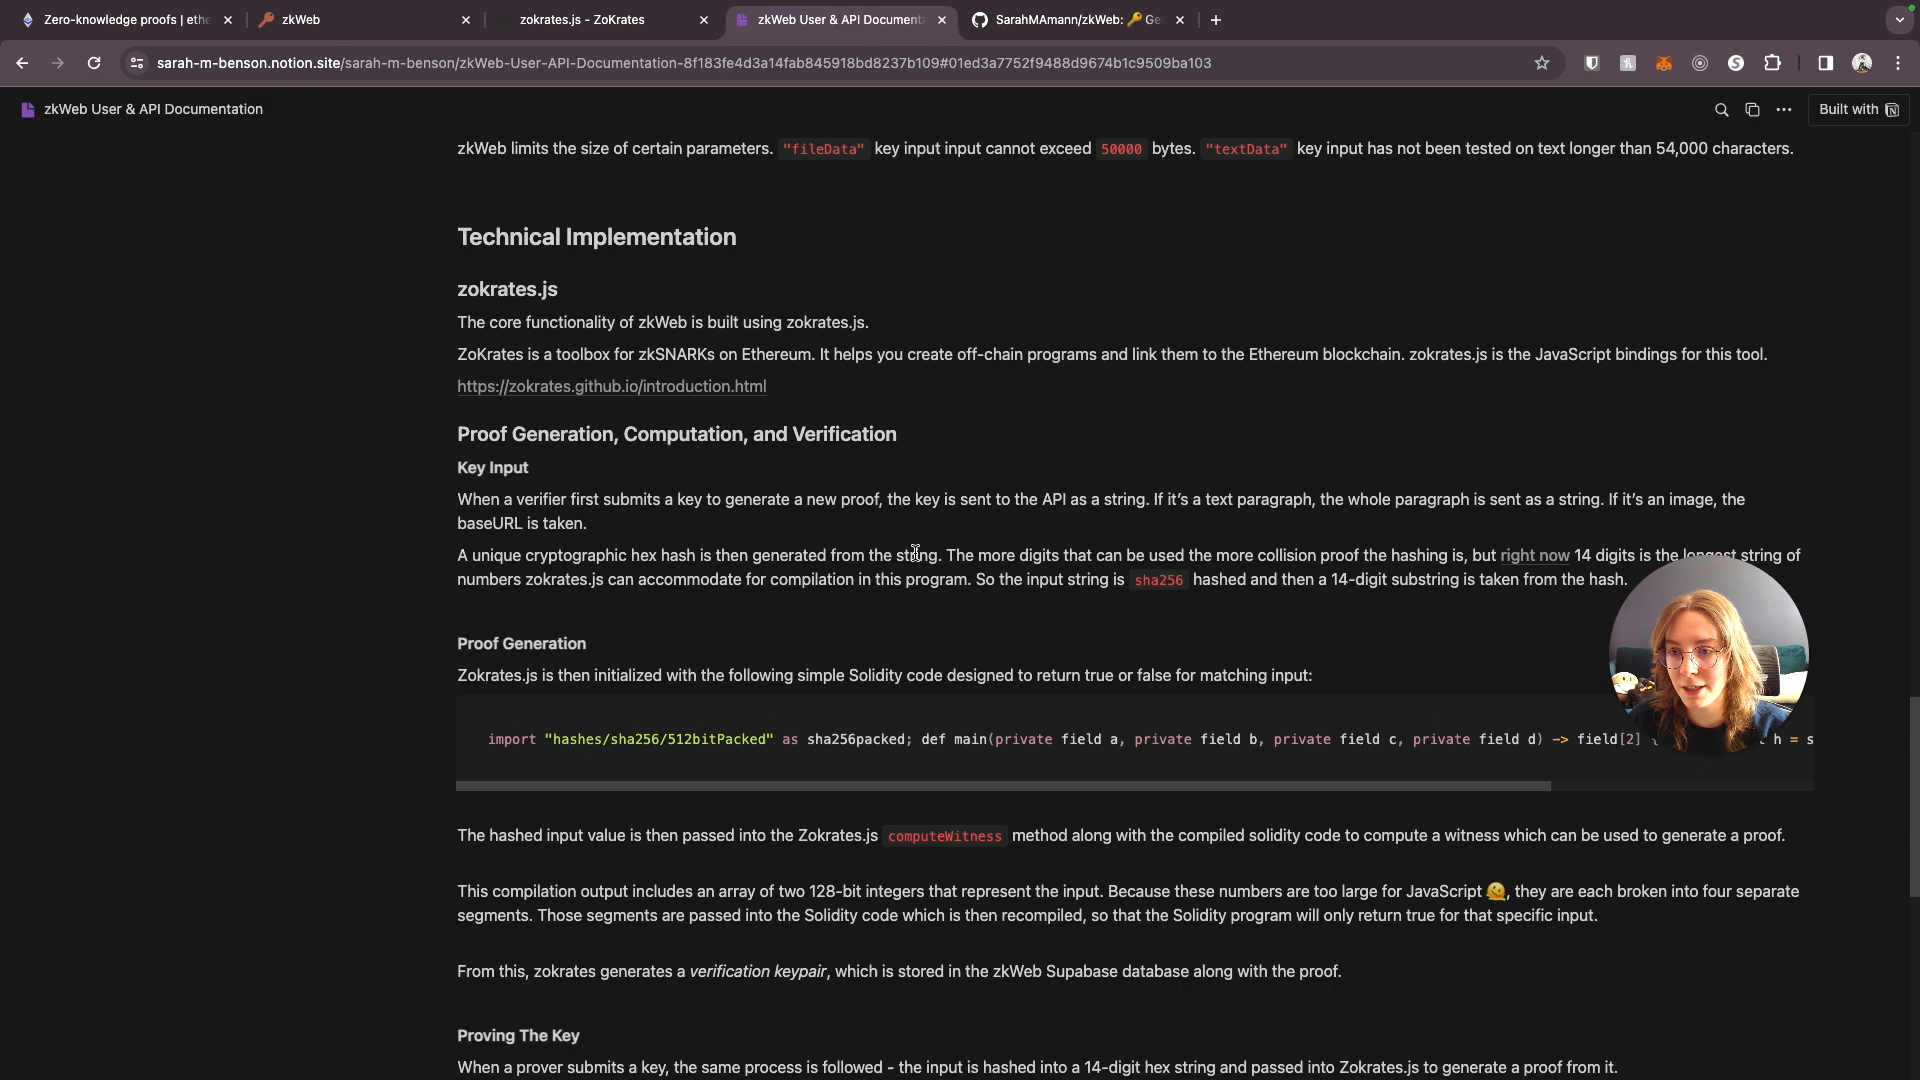 Zero-knowledge proofs | ethe
zkWeb
zokrates.js - ZoKrates
zkWeb User & API Documenta
SarahMAmann/zkWeb: 🔑 Ge
sarah-m-benson.notion.site/sarah-m-benson/zkWeb-User-API-Documentation-8f183fe4d3a14fab845918bd8237b109#01ed3a7752f9488d9674b1c9509ba103
zkWeb User & API Documentation
Built with
zkWeb limits the size of certain parameters. "fileData" key input input cannot exceed 50000 bytes. "textData" key input has not been tested on text longer than 54,000 characters.
Technical Implementation
zokrates.js
The core functionality of zkWeb is built using zokrates.js.
ZoKrates is a toolbox for zkSNARKs on Ethereum. It helps you create off-chain programs and link them to the Ethereum blockchain. zokrates.js is the JavaScript bindings for this tool.
https://zokrates.github.io/introduction.html
Proof Generation, Computation, and Verification
Key Input
When a verifier first submits a key to generate a new proof, the key is sent to the API as a string. If it's a text paragraph, the whole paragraph is sent as a string. If it's an image, the
baseURL is taken.
A unique cryptographic hex hash is then generated from the string. The more digits that can be used the more collision proof the hashing is, but right now 14 digits is the longest string of
numbers zokrates.js can accommodate for compilation in this program. So the input string is sha256 hashed and then a 14-digit substring is taken from the hash.
Proof Generation
Zokrates.js is then initialized with the following simple Solidity code designed to return true or false for matching input:
import "hashes/sha256/512bitPacked" as sha256packed; def main(private field a, private field b, private field c, private field d) -> field[2] { h = s
The hashed input value is then passed into the Zokrates.js computeWitness method along with the compiled solidity code to compute a witness which can be used to generate a proof.
This compilation output includes an array of two 128-bit integers that represent the input. Because these numbers are too large for JavaScript 🫠, they are each broken into four separate
segments. Those segments are passed into the Solidity code which is then recompiled, so that the Solidity program will only return true for that specific input.
From this, zokrates generates a verification keypair, which is stored in the zkWeb Supabase database along with the proof.
Proving The Key
When a prover submits a key, the same process is followed - the input is hashed into a 14-digit hex string and passed into Zokrates.js to generate a proof from it.